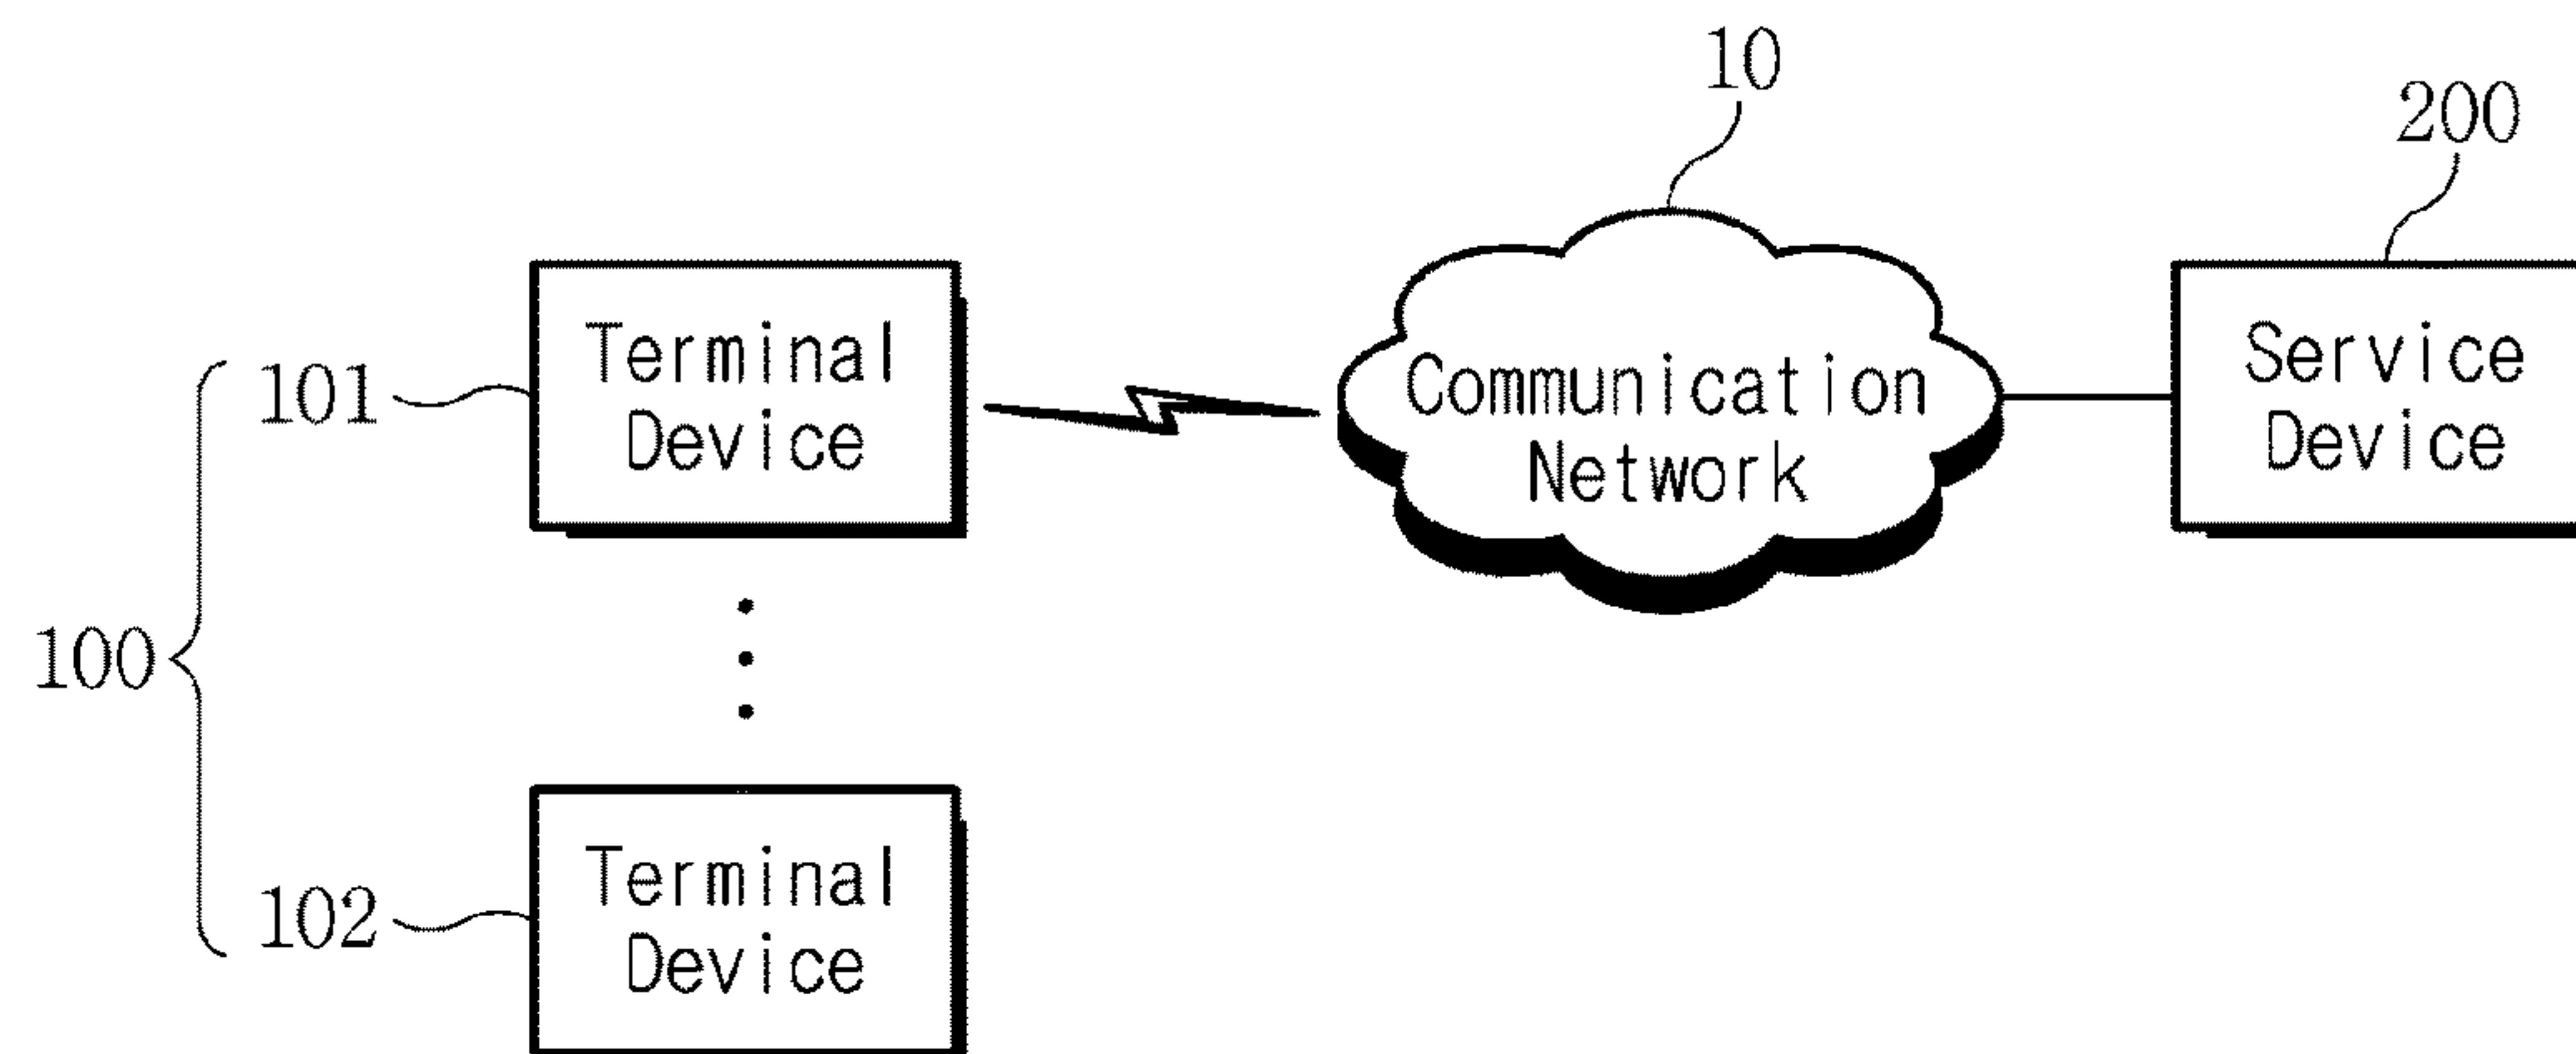 10
200
101
Terminal
Device
Communication
Network
Service
Device
100
102
Terminal
Device